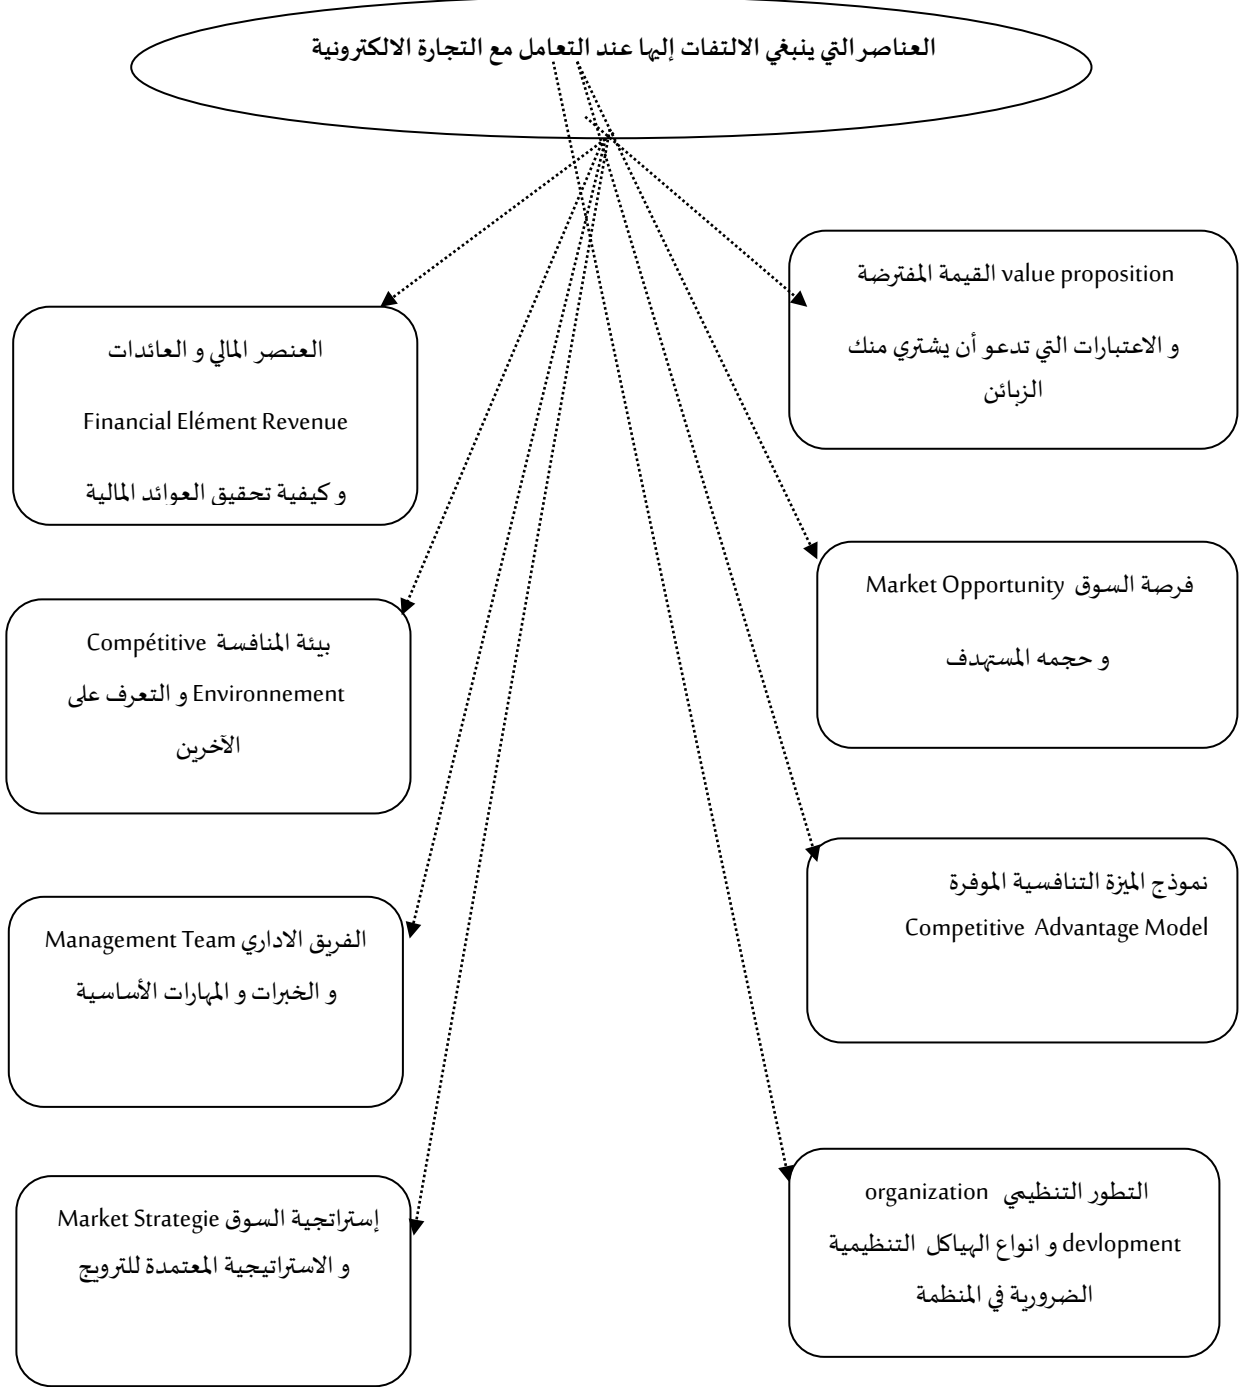 العناصر التي ينبغي الالتفات إليها عند التعامل مع التجارة الالكترونية
value proposition القيمة المفترضة
و الاعتبارات التي تدعو أن يشتري منك
الزبائن
العنصر المالي و العائدات
Financial Elément Revenue
و كيفية تحقيق العوائد المالية
فرصة السوق Market Opportunity
و حجمه المستهدف
بيئة المنافسة Compétitive
Environnement و التعرف على
الآخرين
نموذج الميزة التنافسية الموفرة
Competitive Advantage Model
الفريق الاداري Management Team
و الخبرات و المهارات الأساسية
التطور التنظيمي organization
devlopment و انواع الهياكل التنظيمية
الضرورية في المنظمة
إستراتجية السوق Market Strategie
و الاستراتيجية المعتمدة للترويج